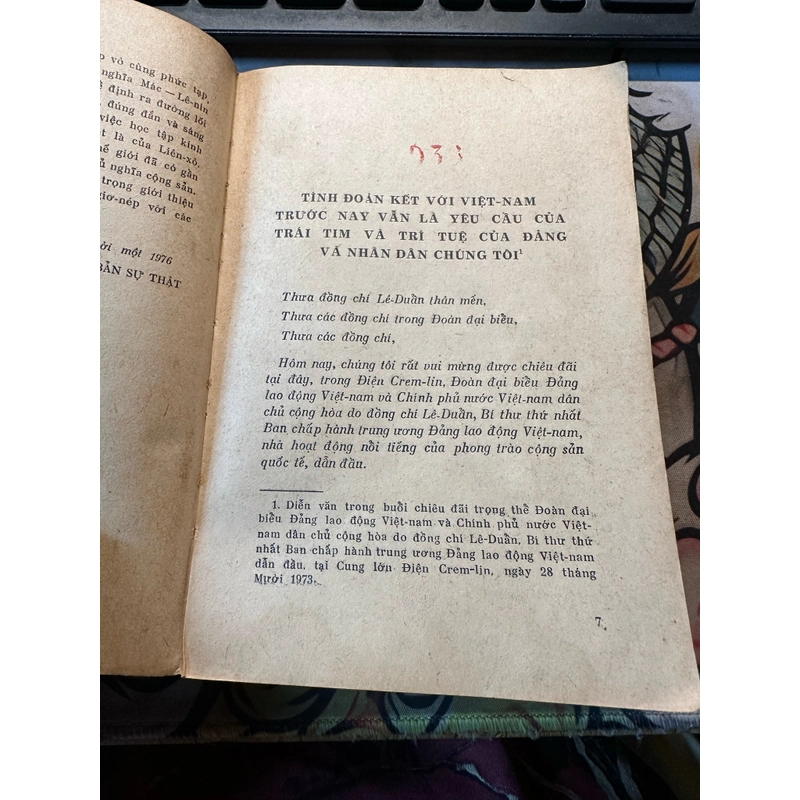 vô cùng phức tạp,
nghĩa Mác — Lê-nin
định ra đường lối
đúng đắn và sáng
việc học tập kinh
là của Liên-xô,
giới đã có gần
nghĩa cộng sản.
trọng giới thiệu
giơ-nép với các
một 1976
BẢN SỰ THẬT
TÌNH ĐOÀN KẾT VỚI VIỆT-NAM
TRƯỚC NAY VẪN LÀ YÊU CẦU CỦA
TRÁI TIM VÀ TRÍ TUỆ CỦA ĐẢNG
VÀ NHÂN DÂN CHÚNG TÔI¹
Thưa đồng chí Lê-Duẩn thân mến,
Thưa các đồng chí trong Đoàn đại biểu,
Thưa các đồng chí,
Hôm nay, chúng tôi rất vui mừng được chiêu đãi
tại đây, trong Điện Crem-lin, Đoàn đại biểu Đảng
lao động Việt-nam và Chính phủ nước Việt-nam dân
chủ cộng hòa do đồng chí Lê-Duẩn, Bí thư thứ nhất
Ban chấp hành trung ương Đảng lao động Việt-nam,
nhà hoạt động nổi tiếng của phong trào cộng sản
quốc tế, dẫn đầu.
1. Diễn văn trong buổi chiêu đãi trọng thể Đoàn đại
biểu Đảng lao động Việt-nam và Chính phủ nước Việt-
nam dân chủ cộng hòa do đồng chí Lê-Duẩn, Bí thư thứ
nhất Ban chấp hành trung ương Đảng lao động Việt-nam
dẫn đầu, tại Cung lớn Điện Crem-lin, ngày 28 tháng
Mười 1973.
7